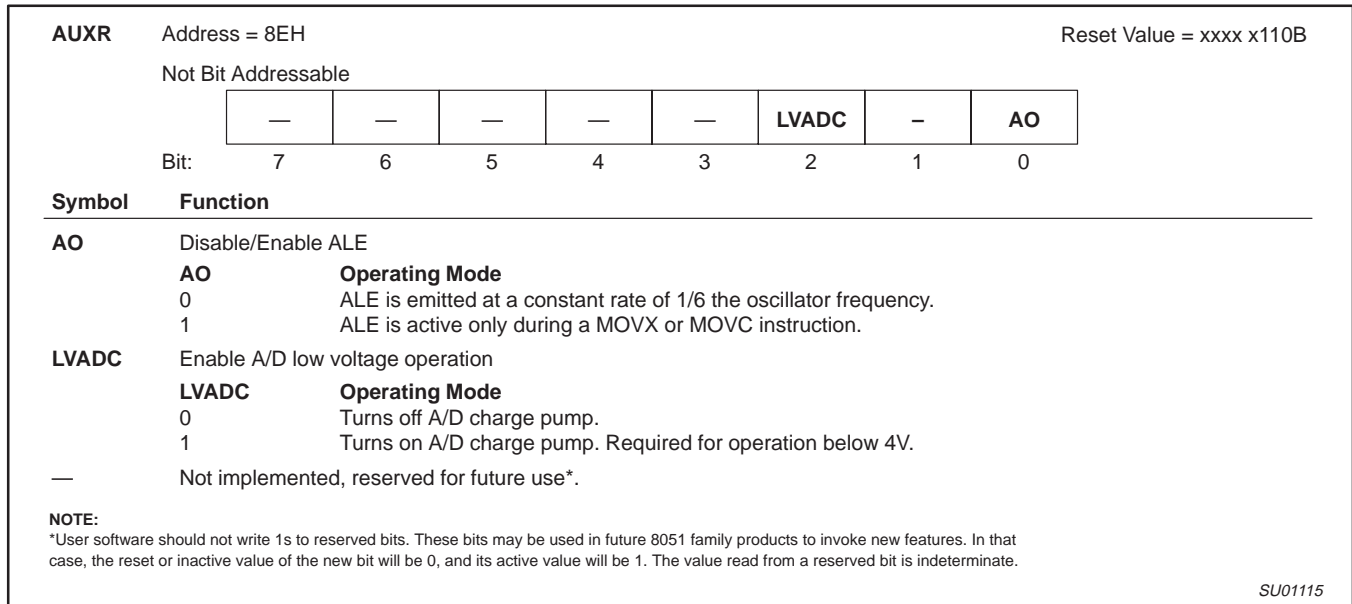 AUXR Address = 8EH Reset Value = xxxx x110B
Not Bit Addressable
— — — — — LVADC – AO
Bit: 7 6 5 4 3 2 1 0
Symbol Function
AO Disable/Enable ALE
AO Operating Mode
0 ALE is emitted at a constant rate of 1/6 the oscillator frequency.
1 ALE is active only during a MOVX or MOVC instruction.
LVADC Enable A/D low voltage operation
LVADC Operating Mode
0 Turns off A/D charge pump.
1 Turns on A/D charge pump. Required for operation below 4V.
— Not implemented, reserved for future use*.
NOTE:
*User software should not write 1s to reserved bits. These bits may be used in future 8051 family products to invoke new features. In that
case, the reset or inactive value of the new bit will be 0, and its active value will be 1. The value read from a reserved bit is indeterminate.
SU01115